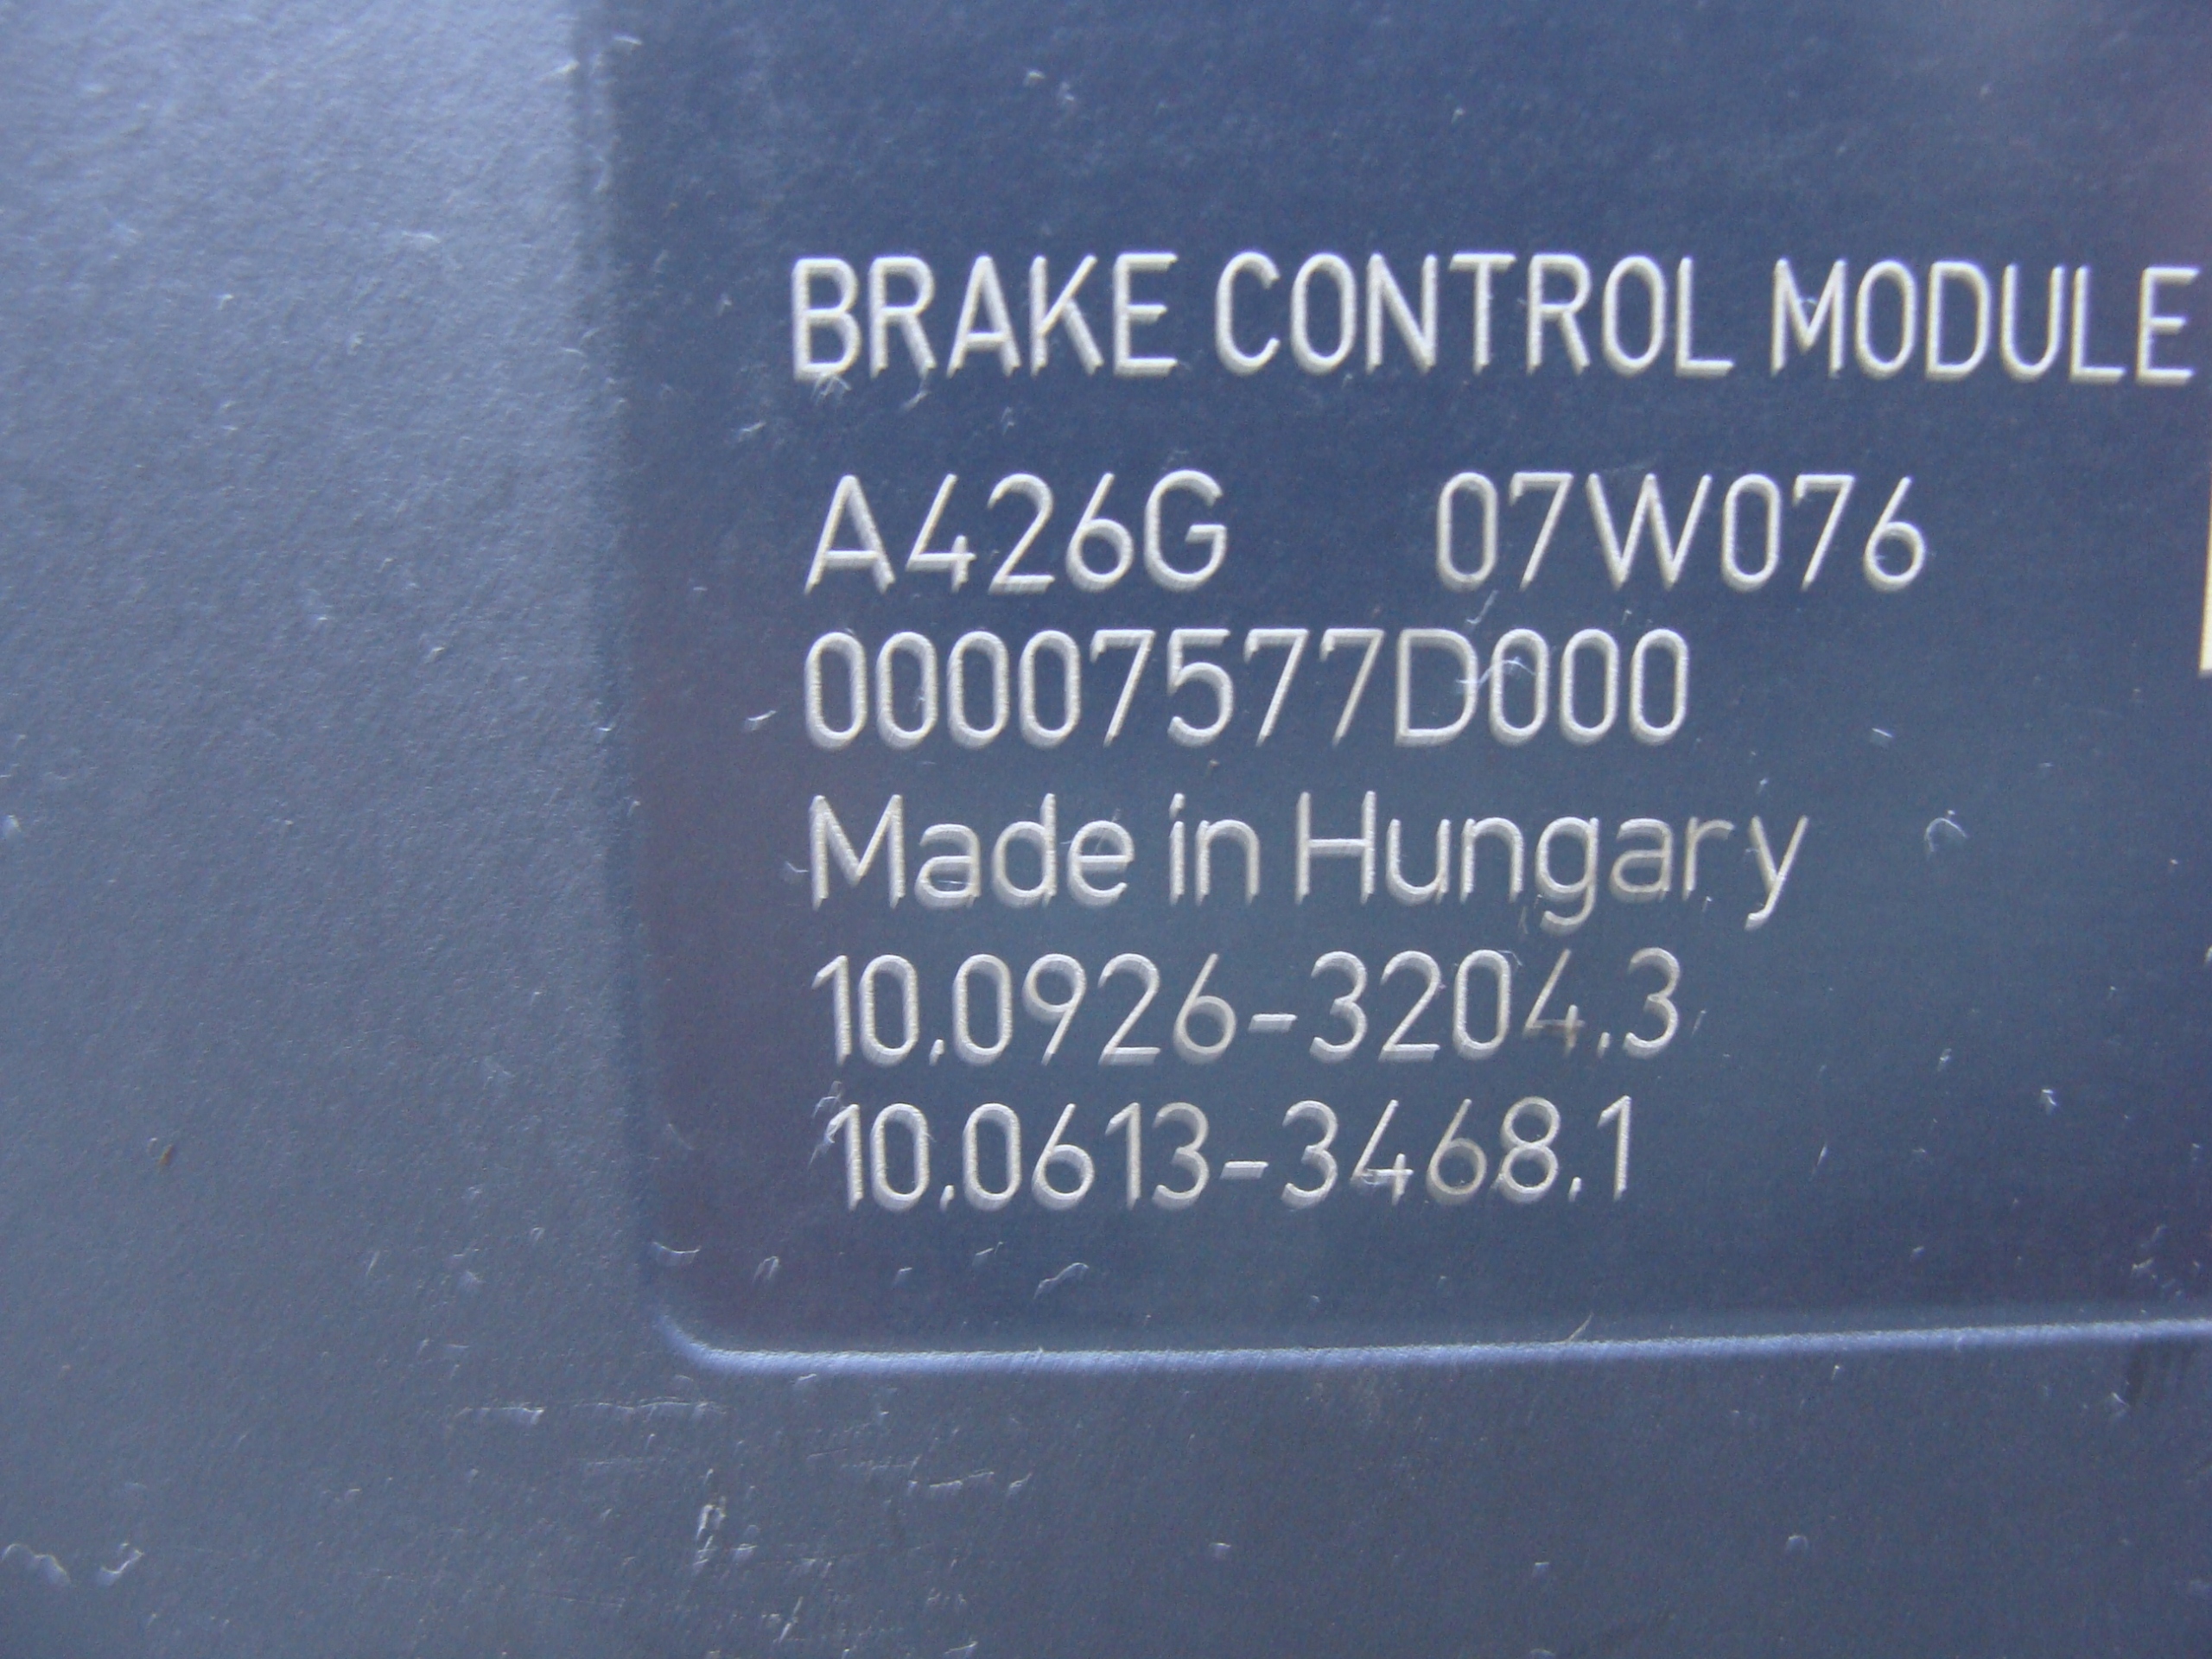 BRAKE CONTROL MODULE
A426G 07W076
00007577D000
Made in Hungary
10.0926-3204.3
10.0613-3468.1